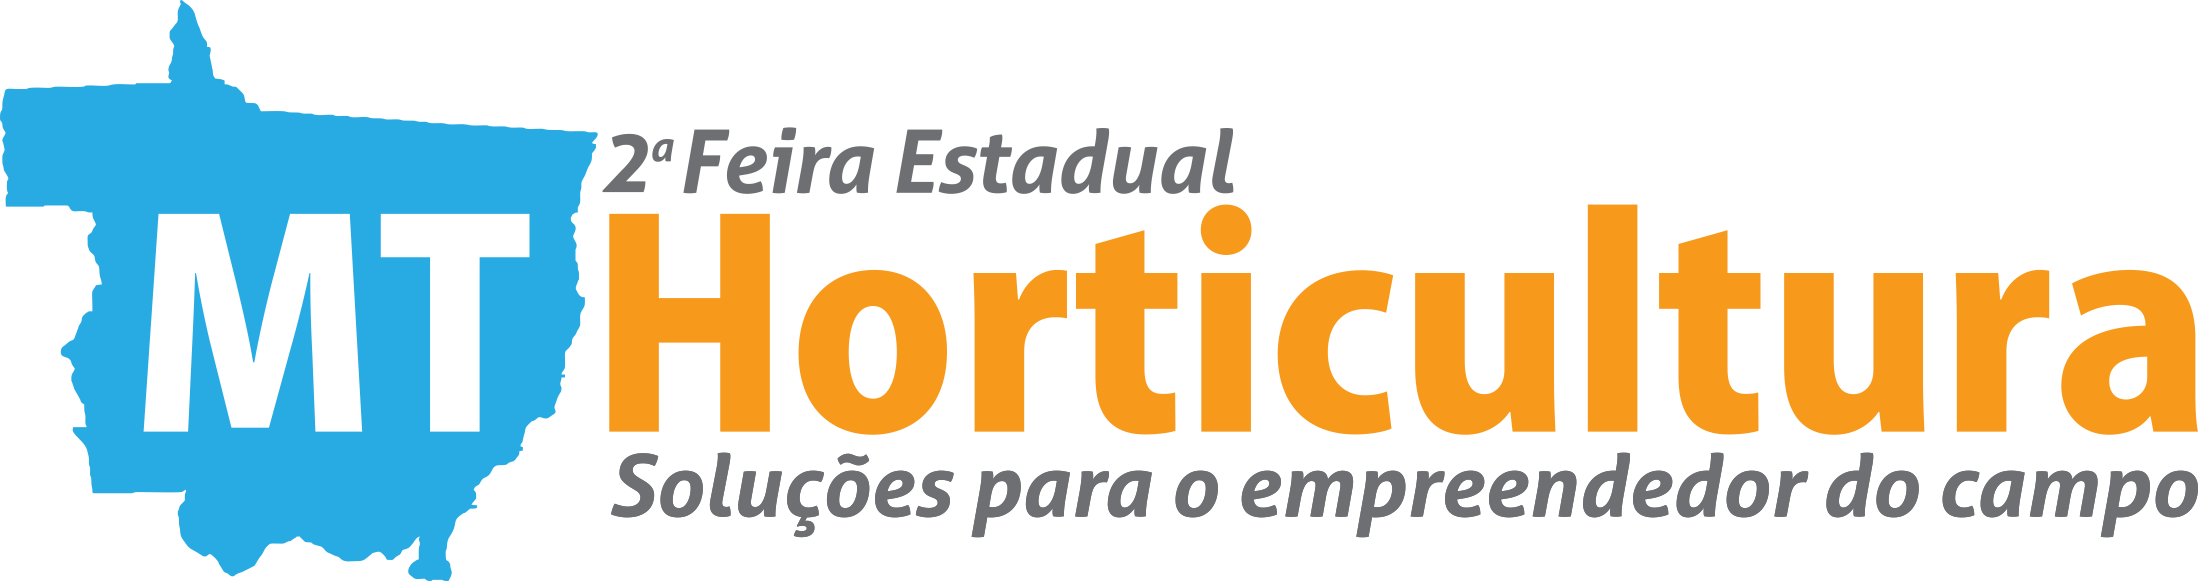 2ª Feira Estadual
MT Horticultura
Soluções para o empreendedor do campo